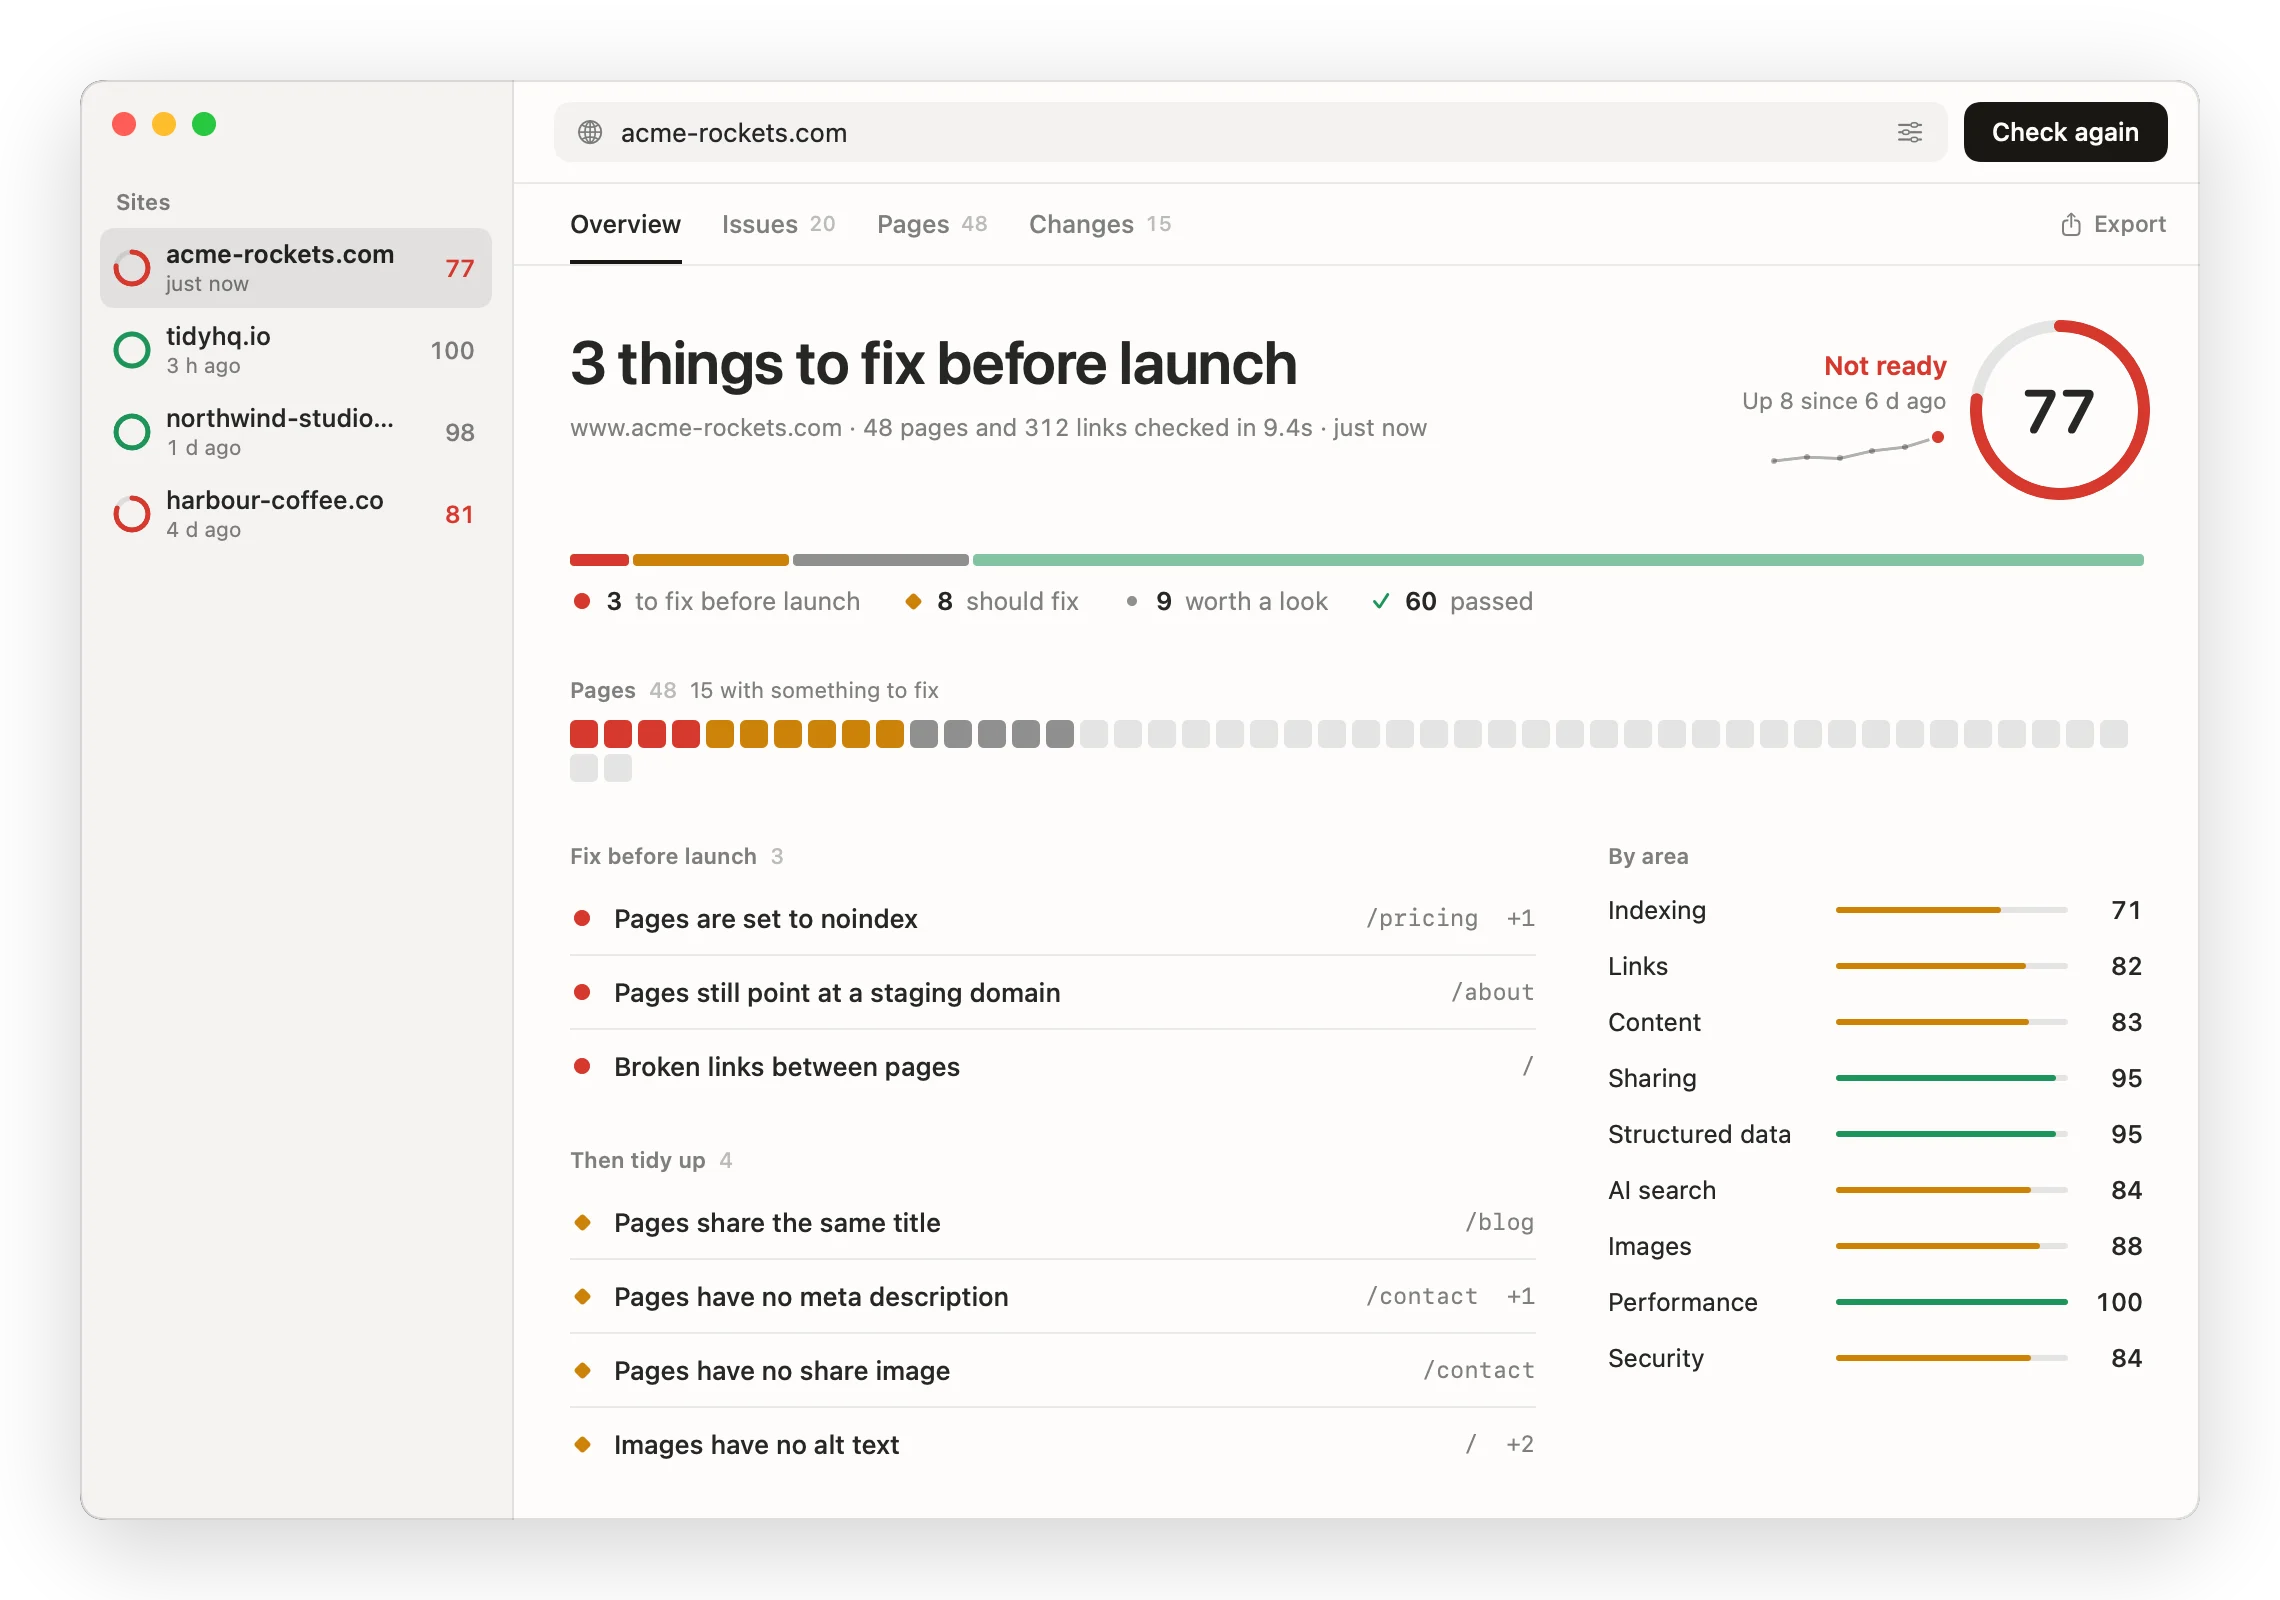 Sites
acme-rockets.com
just now
77
tidyhq.io
3 h ago
100
northwind-studio...
1 d ago
98
harbour-coffee.co
4 d ago
81
acme-rockets.com
Check again
Overview Issues 20 Pages 48 Changes 15
Export
3 things to fix before launch
www.acme-rockets.com · 48 pages and 312 links checked in 9.4s · just now
Not ready
Up 8 since 6 d ago
77
3 to fix before launch 8 should fix 9 worth a look 60 passed
Pages 48 15 with something to fix
Fix before launch 3
Pages are set to noindex /pricing +1
Pages still point at a staging domain /about
Broken links between pages /
Then tidy up 4
Pages share the same title /blog
Pages have no meta description /contact +1
Pages have no share image /contact
Images have no alt text / +2
By area
Indexing 71
Links 82
Content 83
Sharing 95
Structured data 95
AI search 84
Images 88
Performance 100
Security 84